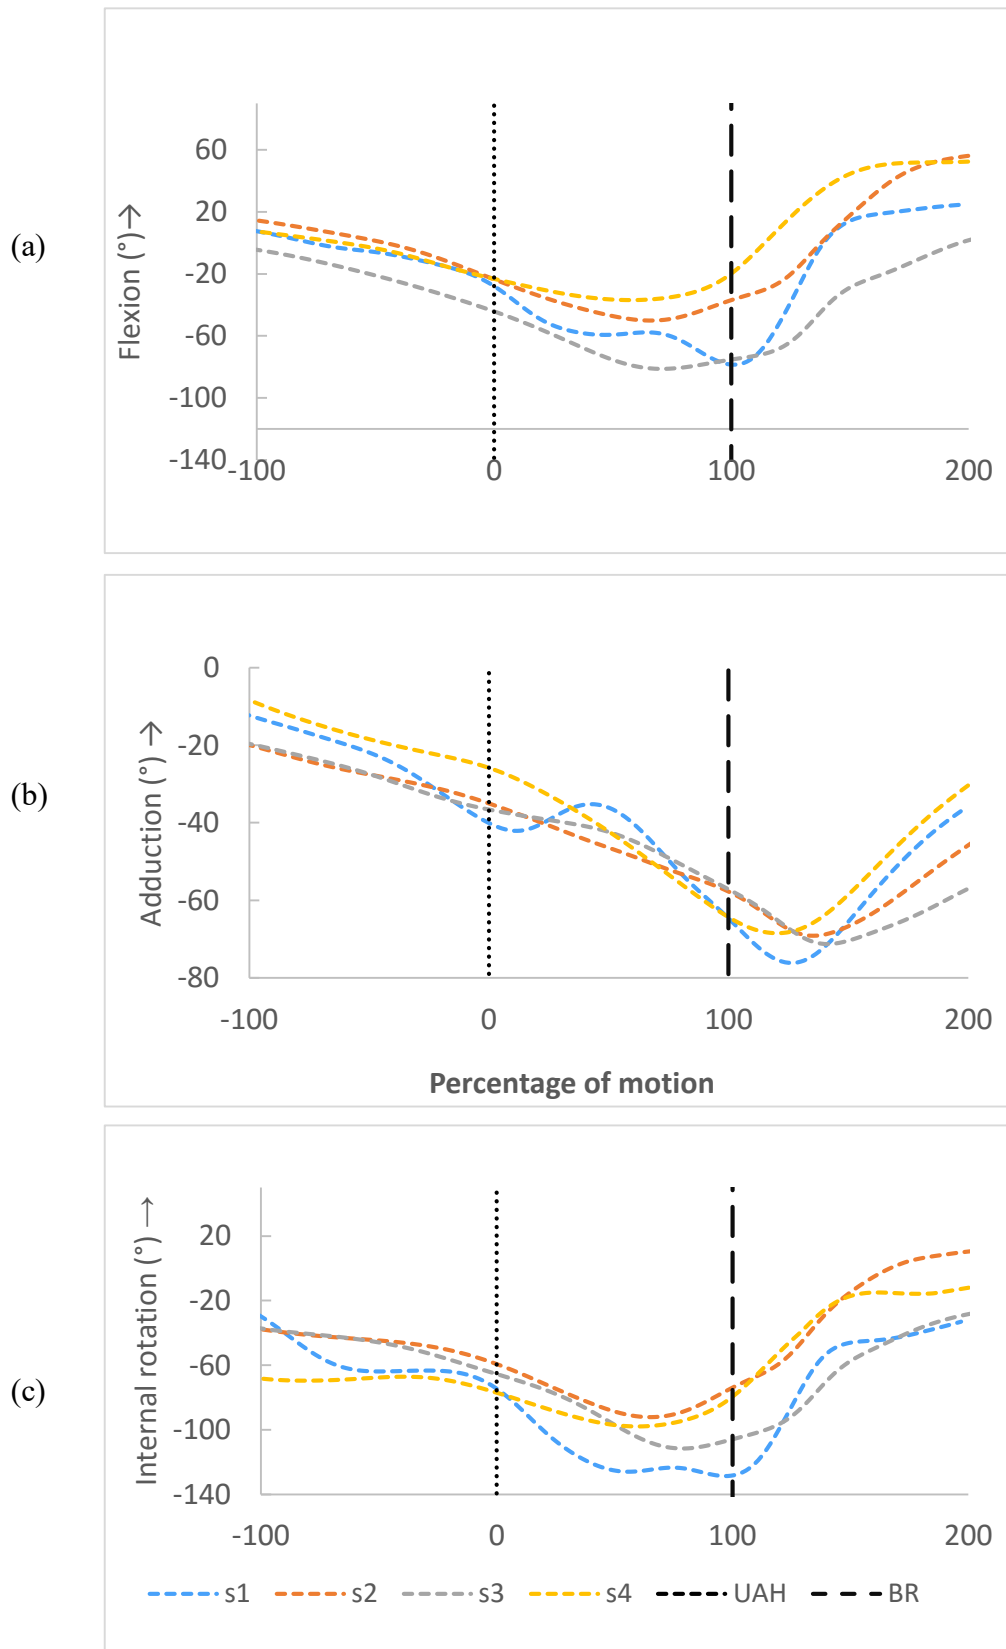 (a)
Flexion (°)→
60
20
-20
-60
-100
-140
-100 0 100 200
(b)
Adduction (°) →
0
-20
-40
-60
-80
-100 0 100 200
Percentage of motion
(c)
Internal rotation (°) →
20
-20
-60
-100
-140
-100 0 100 200
s1 s2 s3 s4 UAH BR